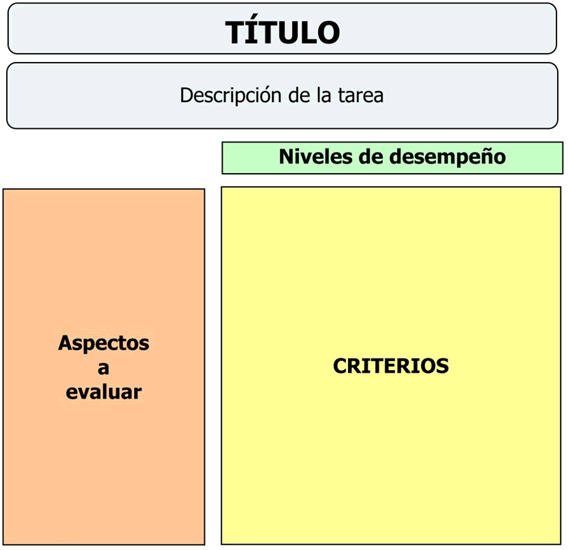 TÍTULO
Descripción de la tarea
Niveles de desempeño
Aspectos
a
evaluar
CRITERIOS